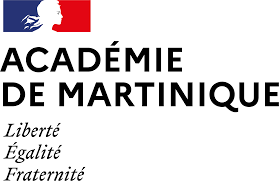 ACADÉMIE
DE MARTINIQUE
Liberté
Égalité
Fraternité